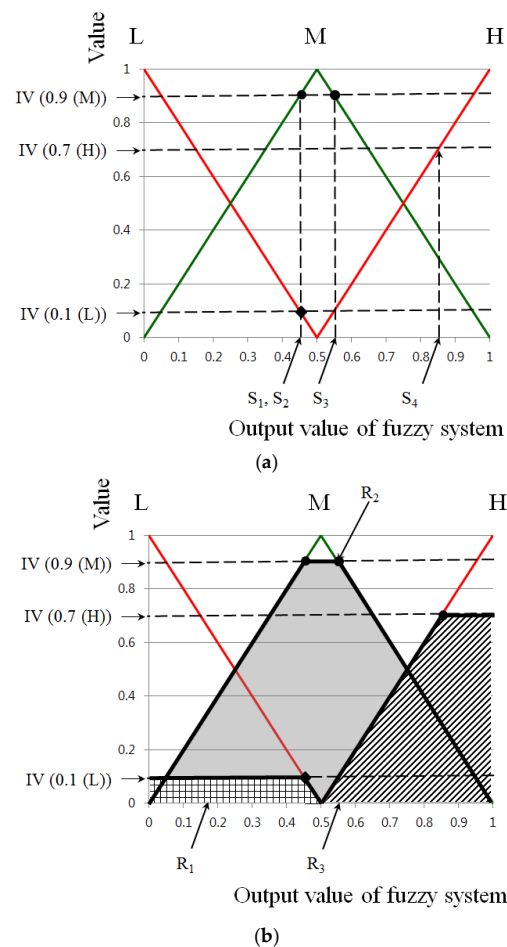 L M H
Value
1
IV (0.9 (M))
0.8
IV (0.7 (H))
0.6
0.4
0.2
IV (0.1 (L))
0
0 0.1 0.2 0.3 0.4 0.5 0.6 0.7 0.8 0.9 1
S1, S2 S3 S4
Output value of fuzzy system
(a)
L M H
Value
R2
1
IV (0.9 (M))
0.8
IV (0.7 (H))
0.6
0.4
0.2
IV (0.1 (L))
0
0 0.1 0.2 0.3 0.4 0.5 0.6 0.7 0.8 0.9 1
R1 R3
Output value of fuzzy system
(b)